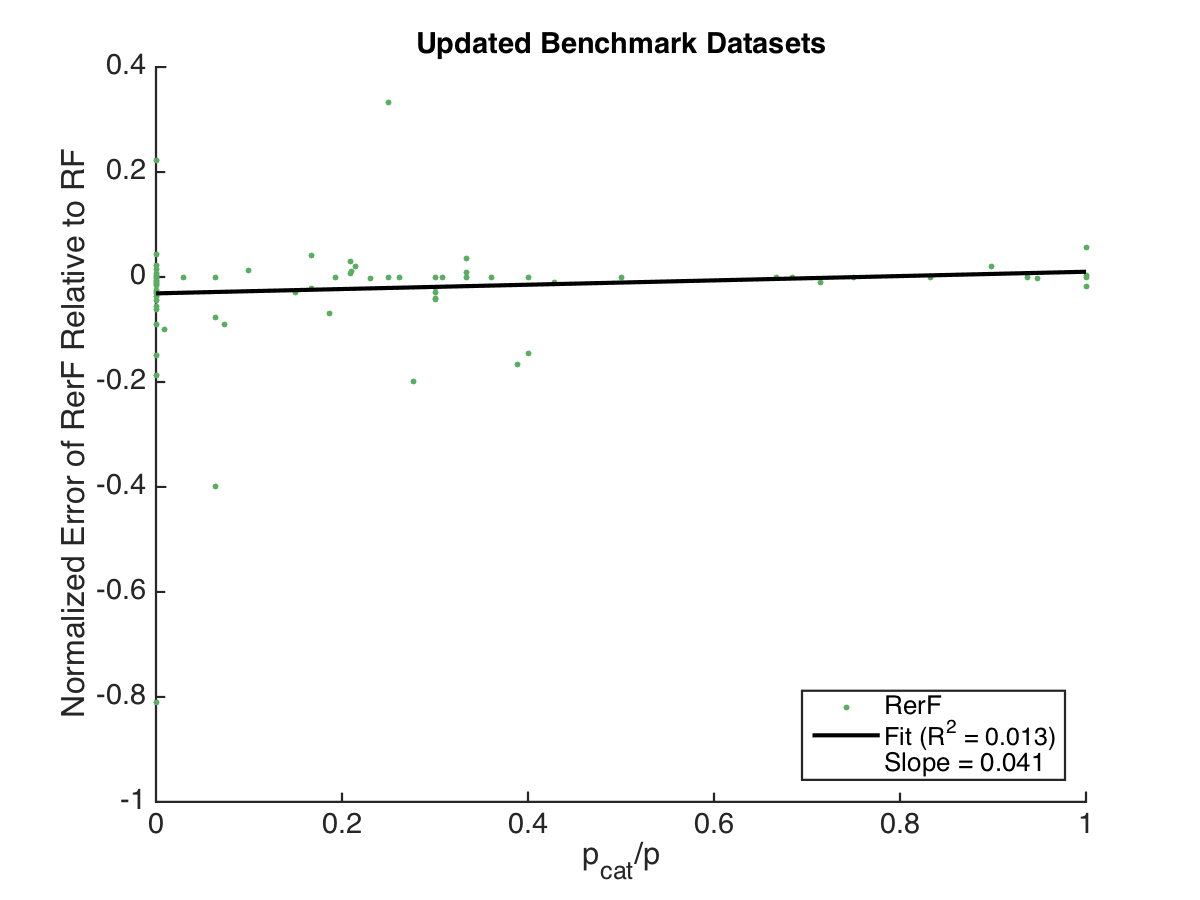 Updated Benchmark Datasets
Normalized Error of RerF Relative to RF
0.4
0.2
0
-0.2
-0.4
-0.6
-0.8
-1
0 0.2 0.4 0.6 0.8 1
p_cat/p
RerF
Fit (R^2 = 0.013)
Slope = 0.041